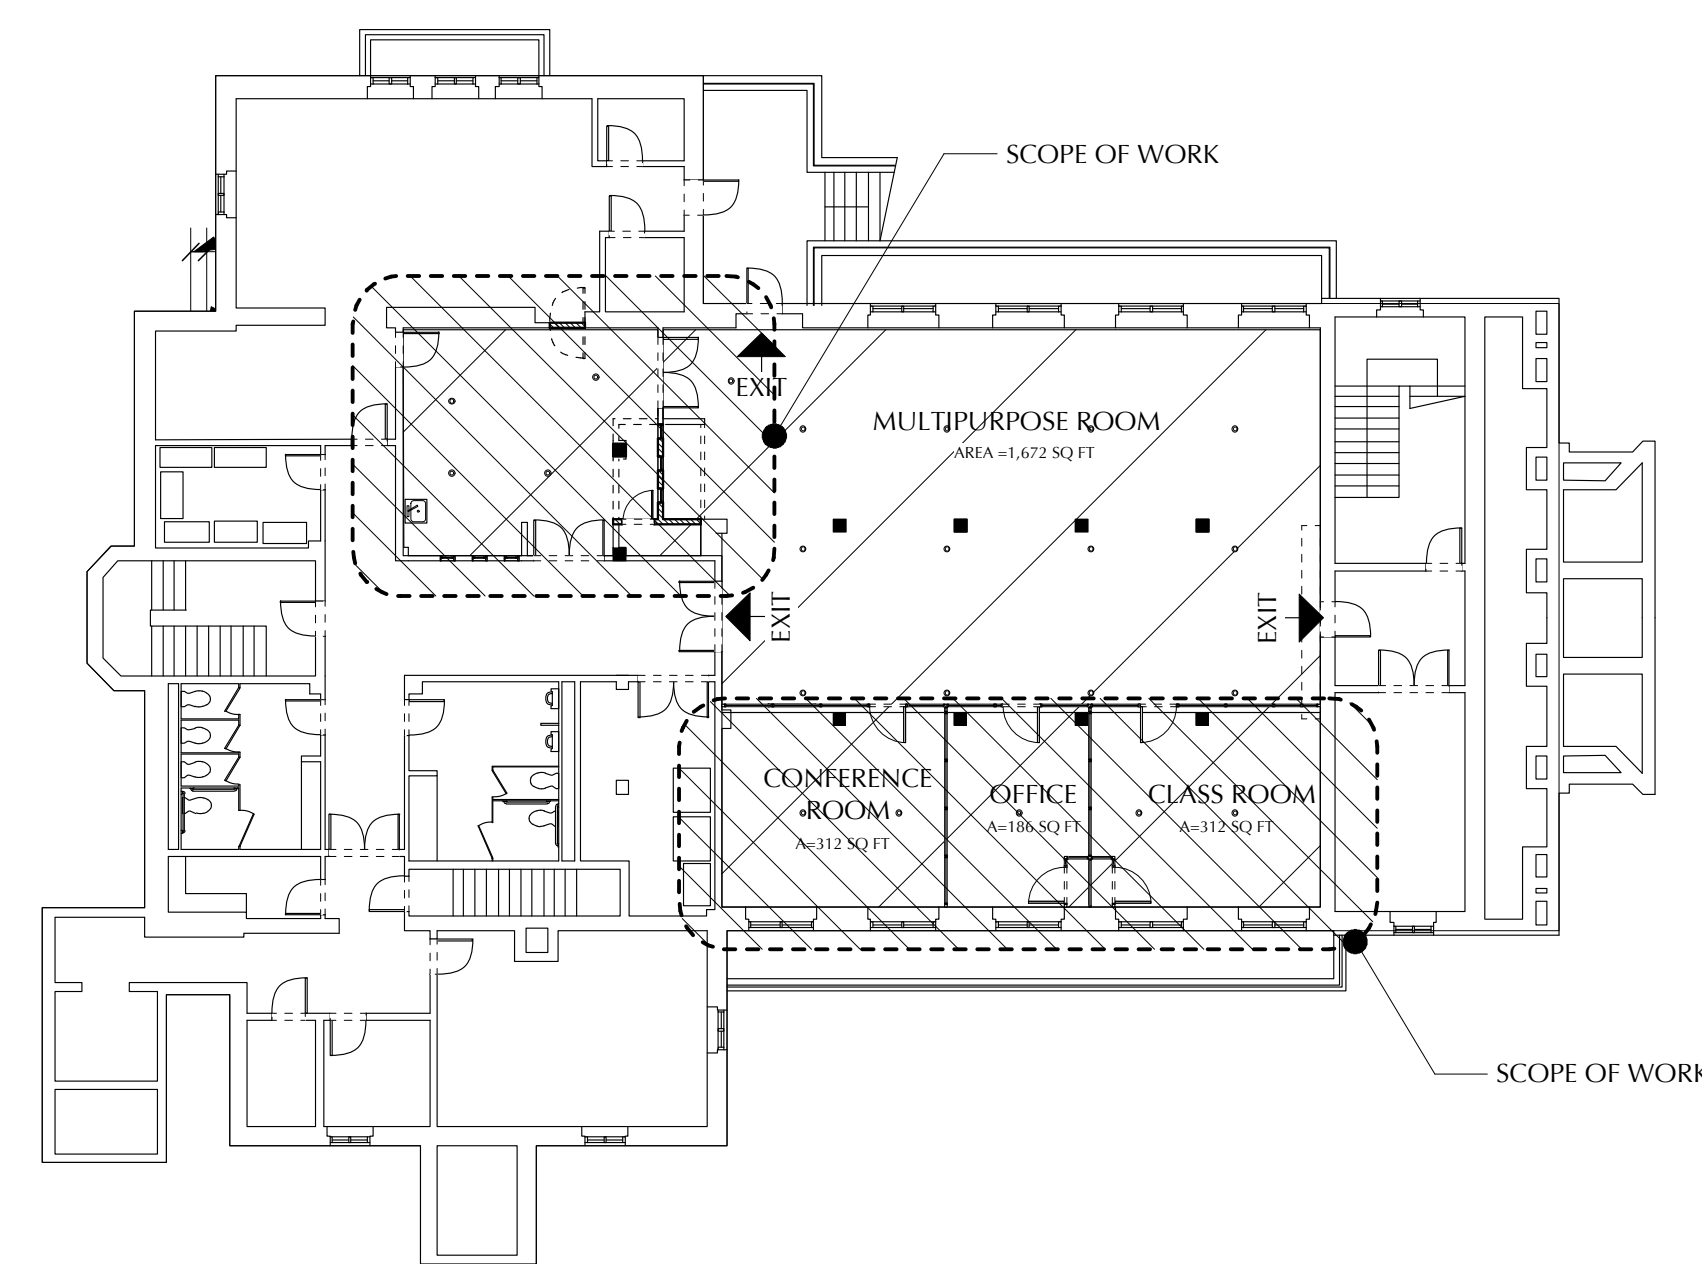 SCOPE OF WORK
EXIT
MULTIPURPOSE ROOM
AREA =1,672 SQ FT
EXIT
EXIT
CONFERENCE
ROOM
A=312 SQ FT
OFFICE
A=186 SQ FT
CLASS ROOM
A=312 SQ FT
SCOPE OF WORK